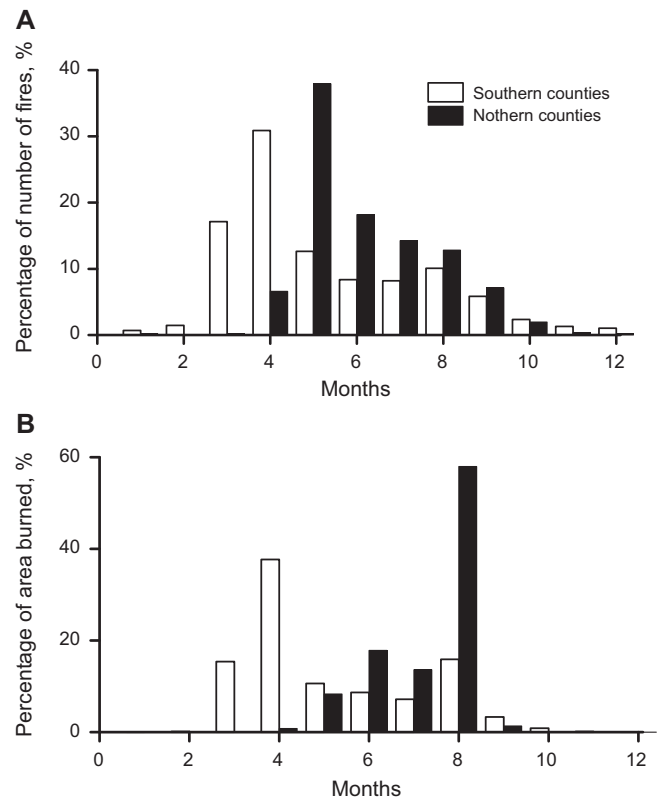 A
Percentage of number of fires, %
40
30
20
10
0
Southern counties
Nothern counties
0 2 4 6 8 10 12
Months
B
Percentage of area burned, %
60
40
20
0
0 2 4 6 8 10 12
Months